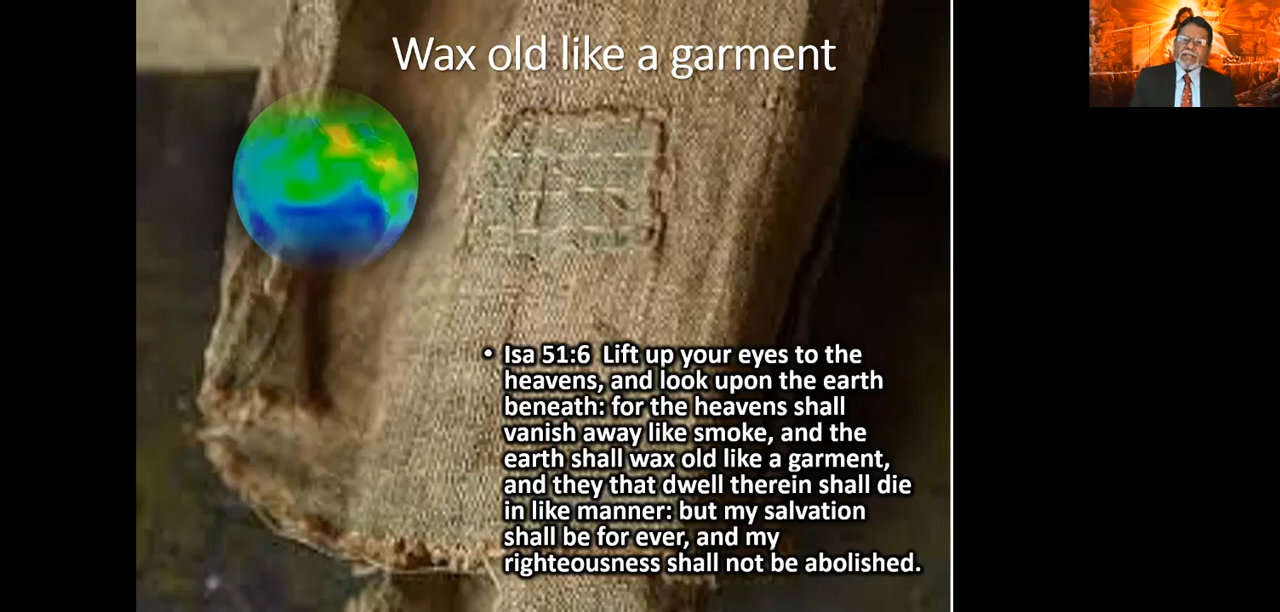 Wax old like a garment
• Isa 51:6 Lift up your eyes to the
heavens, and look upon the earth
beneath: for the heavens shall
vanish away like smoke, and the
earth shall wax old like a garment,
and they that dwell therein shall die
in like manner: but my salvation
shall be for ever, and my
righteousness shall not be abolished.